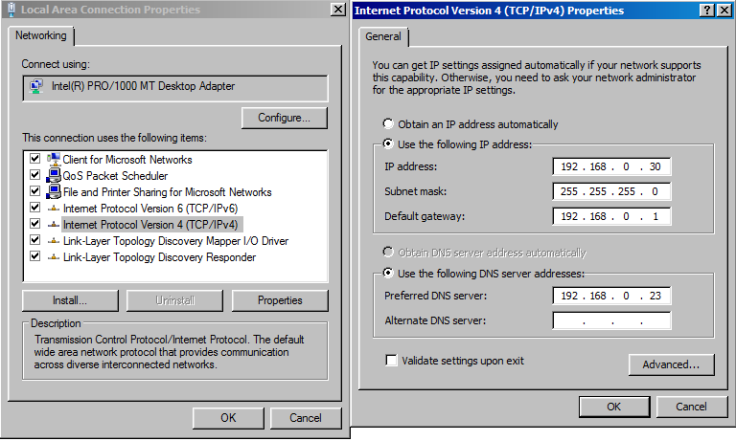 Local Area Connection Properties
Networking
Connect using:
Intel(R) PRO/1000 MT Desktop Adapter
Configure...
This connection uses the following items:
Client for Microsoft Networks
QoS Packet Scheduler
File and Printer Sharing for Microsoft Networks
Internet Protocol Version 6 (TCP/IPv6)
Internet Protocol Version 4 (TCP/IPv4)
Link-Layer Topology Discovery Mapper I/O Driver
Link-Layer Topology Discovery Responder
Install... Uninstall Properties
Description
Transmission Control Protocol/Internet Protocol. The default
wide area network protocol that provides communication
across diverse interconnected networks.
OK Cancel
Internet Protocol Version 4 (TCP/IPv4) Properties
General
You can get IP settings assigned automatically if your network supports
this capability. Otherwise, you need to ask your network administrator
for the appropriate IP settings.
Obtain an IP address automatically
Use the following IP address:
IP address: 192 . 168 . 0 . 30
Subnet mask: 255 . 255 . 255 . 0
Default gateway: 192 . 168 . 0 . 1
Obtain DNS server address automatically
Use the following DNS server addresses:
Preferred DNS server: 192 . 168 . 0 . 23
Alternate DNS server: . . .
Validate settings upon exit
Advanced...
OK Cancel